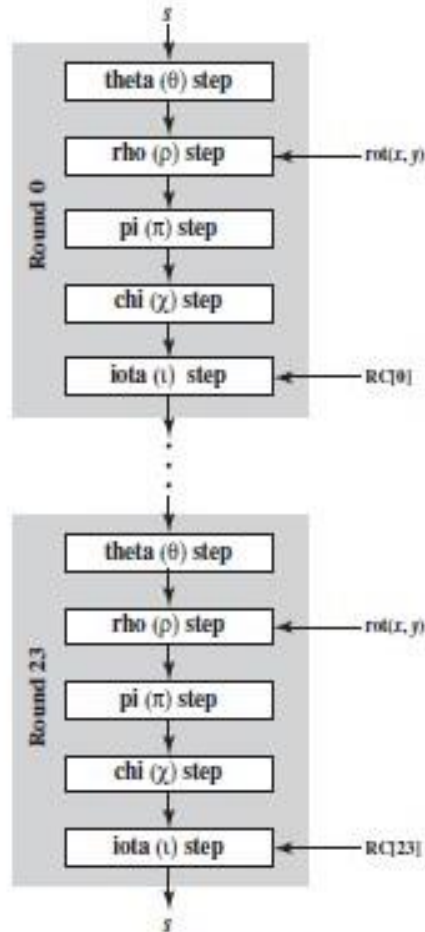 s
theta (θ) step
rho (ρ) step
rot(x, y)
pi (π) step
Round 0
chi (χ) step
iota (ι) step
RC[0]
theta (θ) step
rho (ρ) step
rot(x, y)
pi (π) step
Round 23
chi (χ) step
iota (ι) step
RC[23]
s